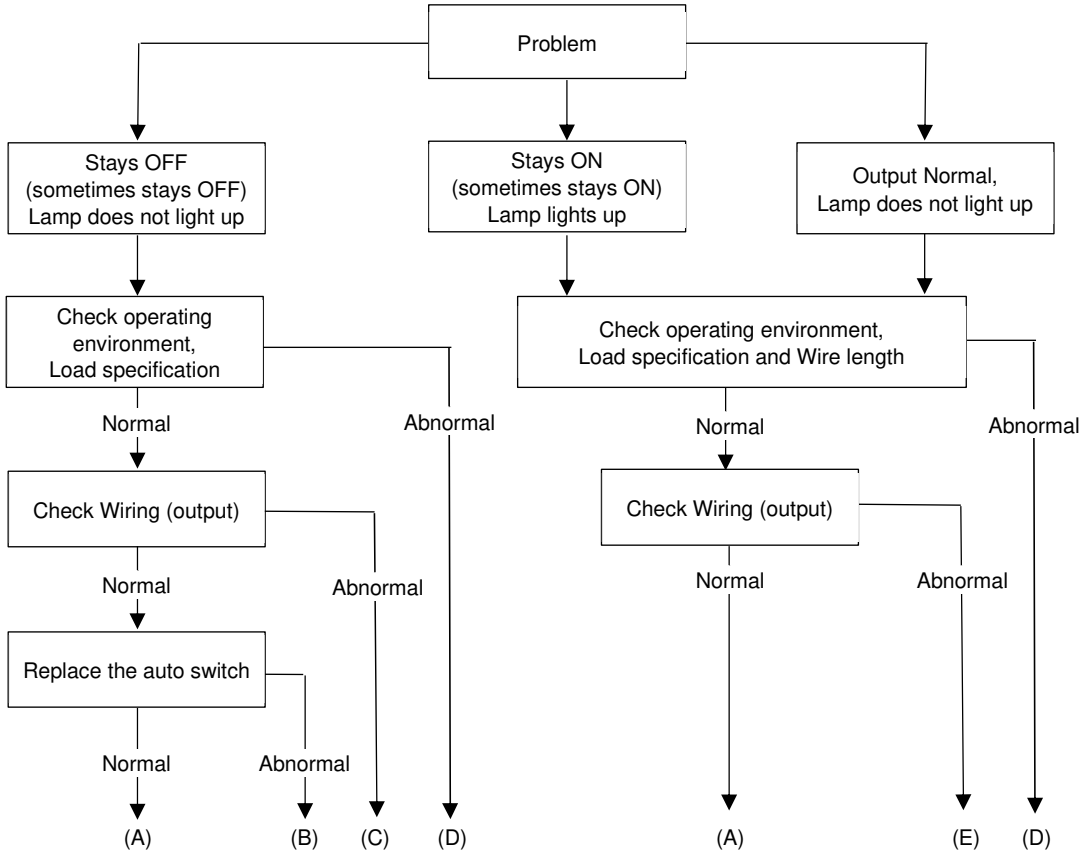 Problem
Stays OFF
(sometimes stays OFF)
Lamp does not light up
Stays ON
(sometimes stays ON)
Lamp lights up
Output Normal,
Lamp does not light up
Check operating
environment,
Load specification
Check operating environment,
Load specification and Wire length
Normal
Abnormal
Normal
Abnormal
Check Wiring (output)
Check Wiring (output)
Normal
Abnormal
Normal
Abnormal
Replace the auto switch
Normal
Abnormal
(A)
(B)
(C)
(D)
(A)
(E)
(D)